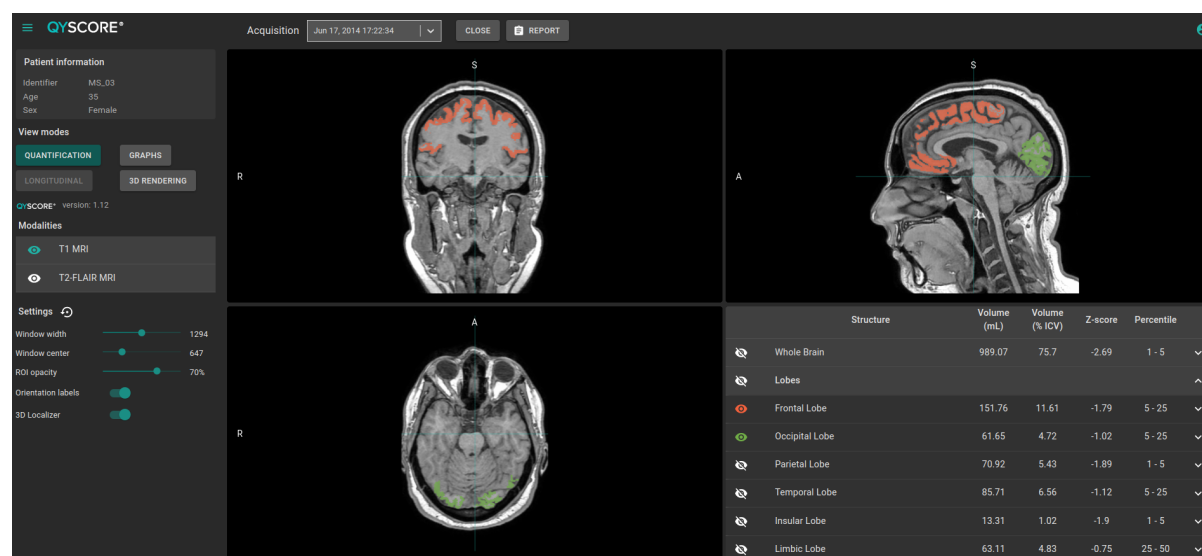 QYSCORE®
Acquisition Jun 17, 2014 17:22:34 CLOSE REPORT
Patient information
Identifier MS_03
Age 35
Sex Female
View modes
QUANTIFICATION GRAPHS
LONGITUDINAL 3D RENDERING
QYSCORE® version: 1.12
Modalities
T1 MRI
T2-FLAIR MRI
Settings
Window width 1294
Window center 647
ROI opacity 70%
Orientation labels
3D Localizer
S
R
S
A
A
R
Structure Volume (mL) Volume (% ICV) Z-score Percentile
Whole Brain 989.07 75.7 -2.69 1 - 5
Lobes
Frontal Lobe 151.76 11.61 -1.79 5 - 25
Occipital Lobe 61.65 4.72 -1.02 5 - 25
Parietal Lobe 70.92 5.43 -1.89 1 - 5
Temporal Lobe 85.71 6.56 -1.12 5 - 25
Insular Lobe 13.31 1.02 -1.9 1 - 5
Limbic Lobe 63.11 4.83 -0.75 25 - 50